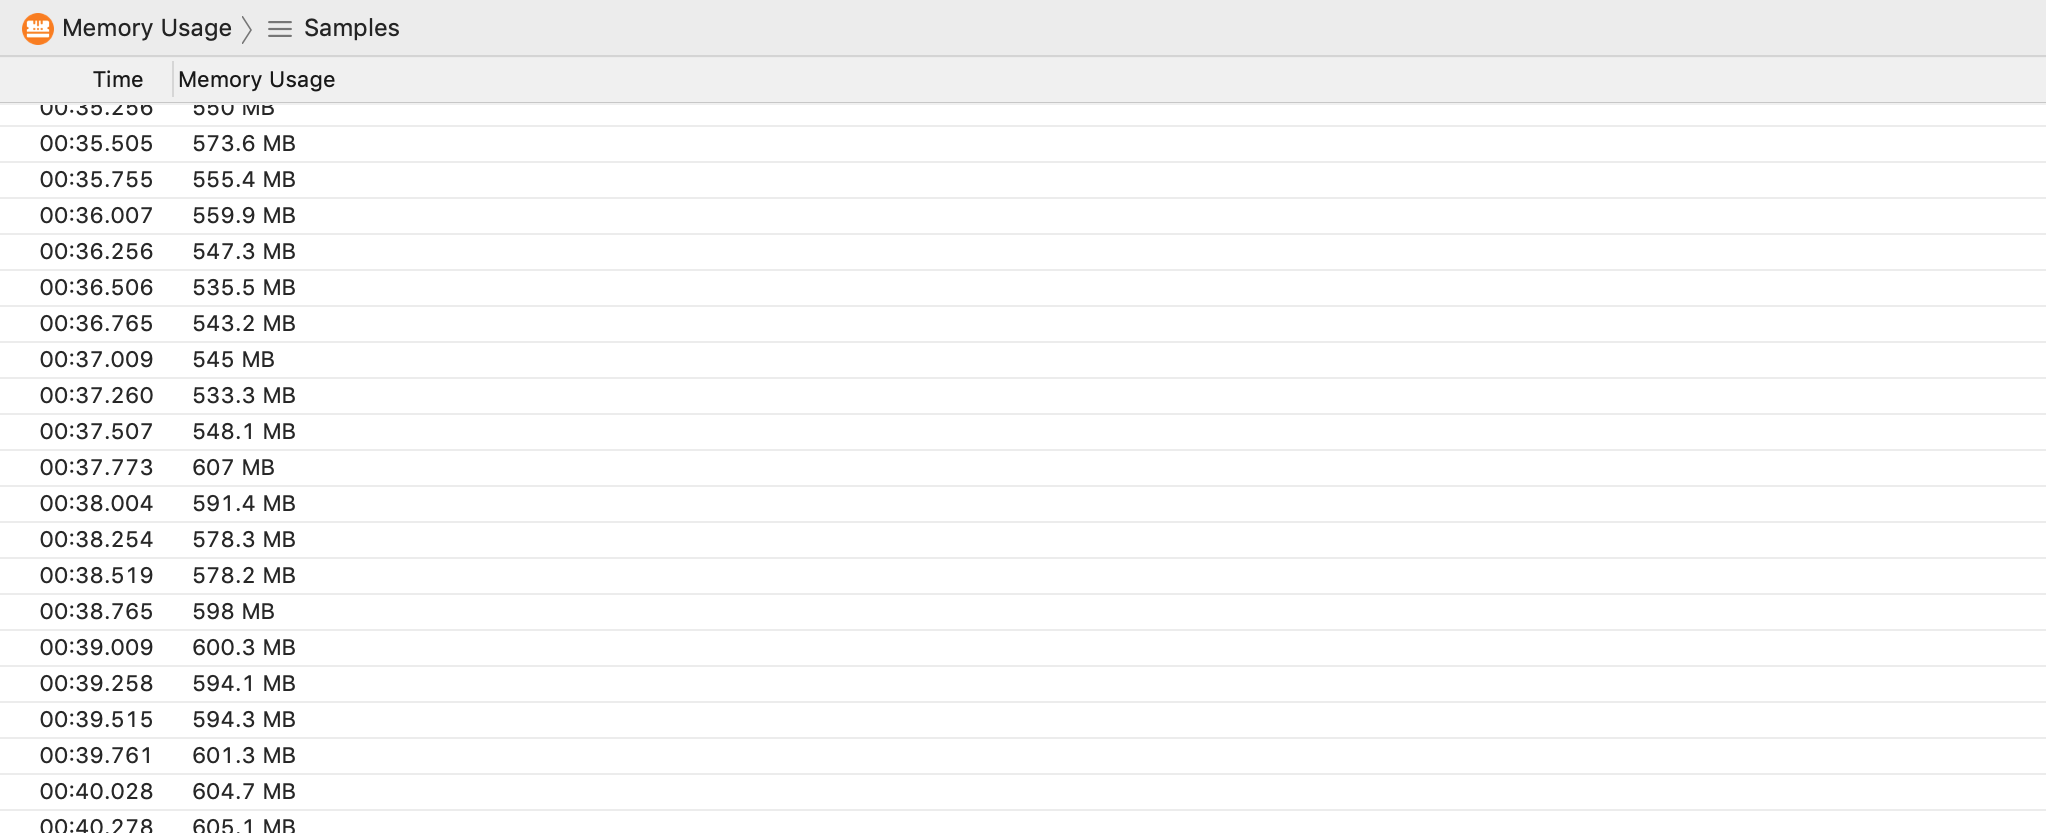 Memory Usage Samples
Time Memory Usage
00:35.256 550 MB
00:35.505 573.6 MB
00:35.755 555.4 MB
00:36.007 559.9 MB
00:36.256 547.3 MB
00:36.506 535.5 MB
00:36.765 543.2 MB
00:37.009 545 MB
00:37.260 533.3 MB
00:37.507 548.1 MB
00:37.773 607 MB
00:38.004 591.4 MB
00:38.254 578.3 MB
00:38.519 578.2 MB
00:38.765 598 MB
00:39.009 600.3 MB
00:39.258 594.1 MB
00:39.515 594.3 MB
00:39.761 601.3 MB
00:40.028 604.7 MB
00:40.278 605.1 MB